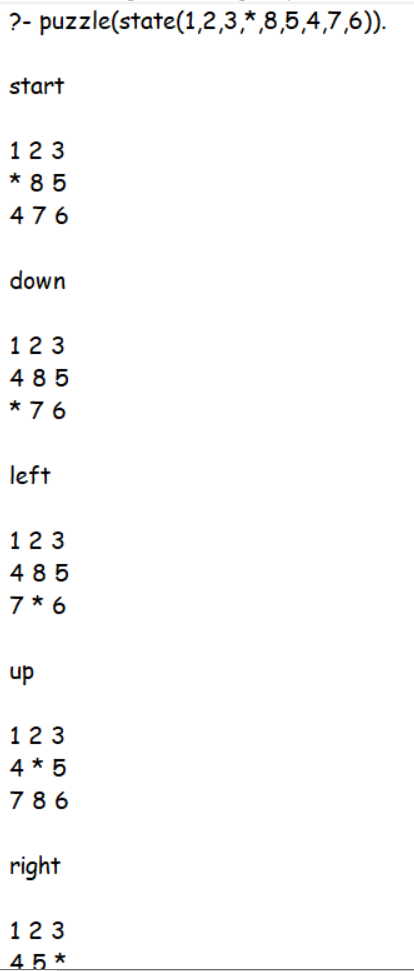 ?- puzzle(state(1,2,3,*,8,5,4,7,6)).
start
1 2 3
* 8 5
4 7 6
down
1 2 3
4 8 5
* 7 6
left
1 2 3
4 8 5
7 * 6
up
1 2 3
4 * 5
7 8 6
right
1 2 3
4 5 *